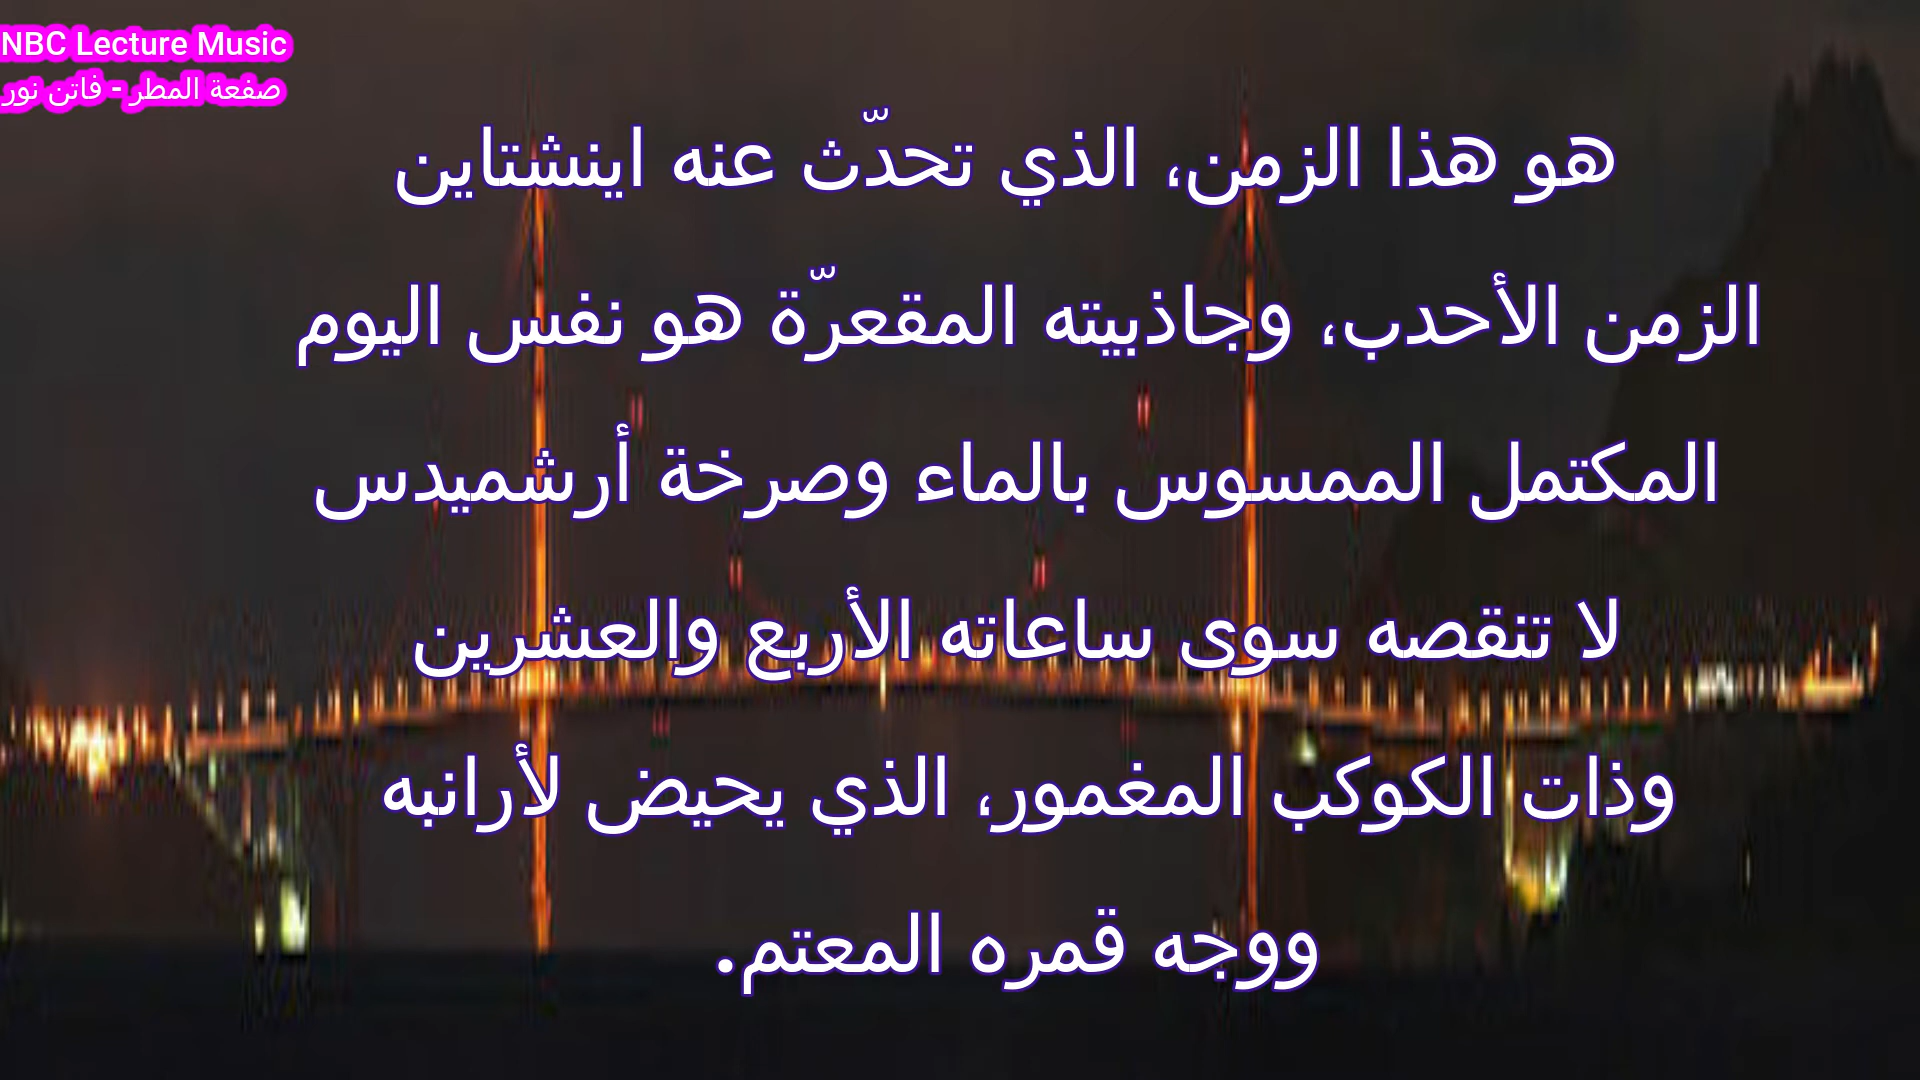 NBC Lecture Music
صفعة المطر - فاتن نور
هو هذا الزمن، الذي تحدّث عنه اينشتاين
الزمن الأحدب، وجاذبيته المقعرّة هو نفس اليوم
المكتمل الممسوس بالماء وصرخة أرشميدس
لا تنقصه سوى ساعاته الأربع والعشرين
وذات الكوكب المغمور، الذي يحيض لأرانبه
ووجه قمره المعتم.